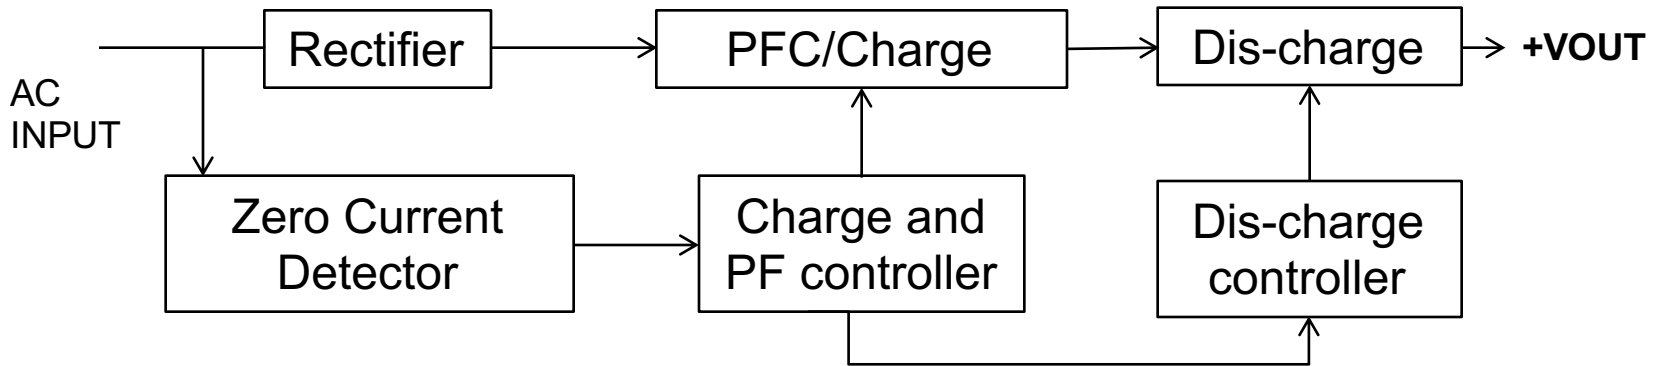 Rectifier
PFC/Charge
Dis-charge
+VOUT
AC
INPUT
Zero Current
Detector
Charge and
PF controller
Dis-charge
controller